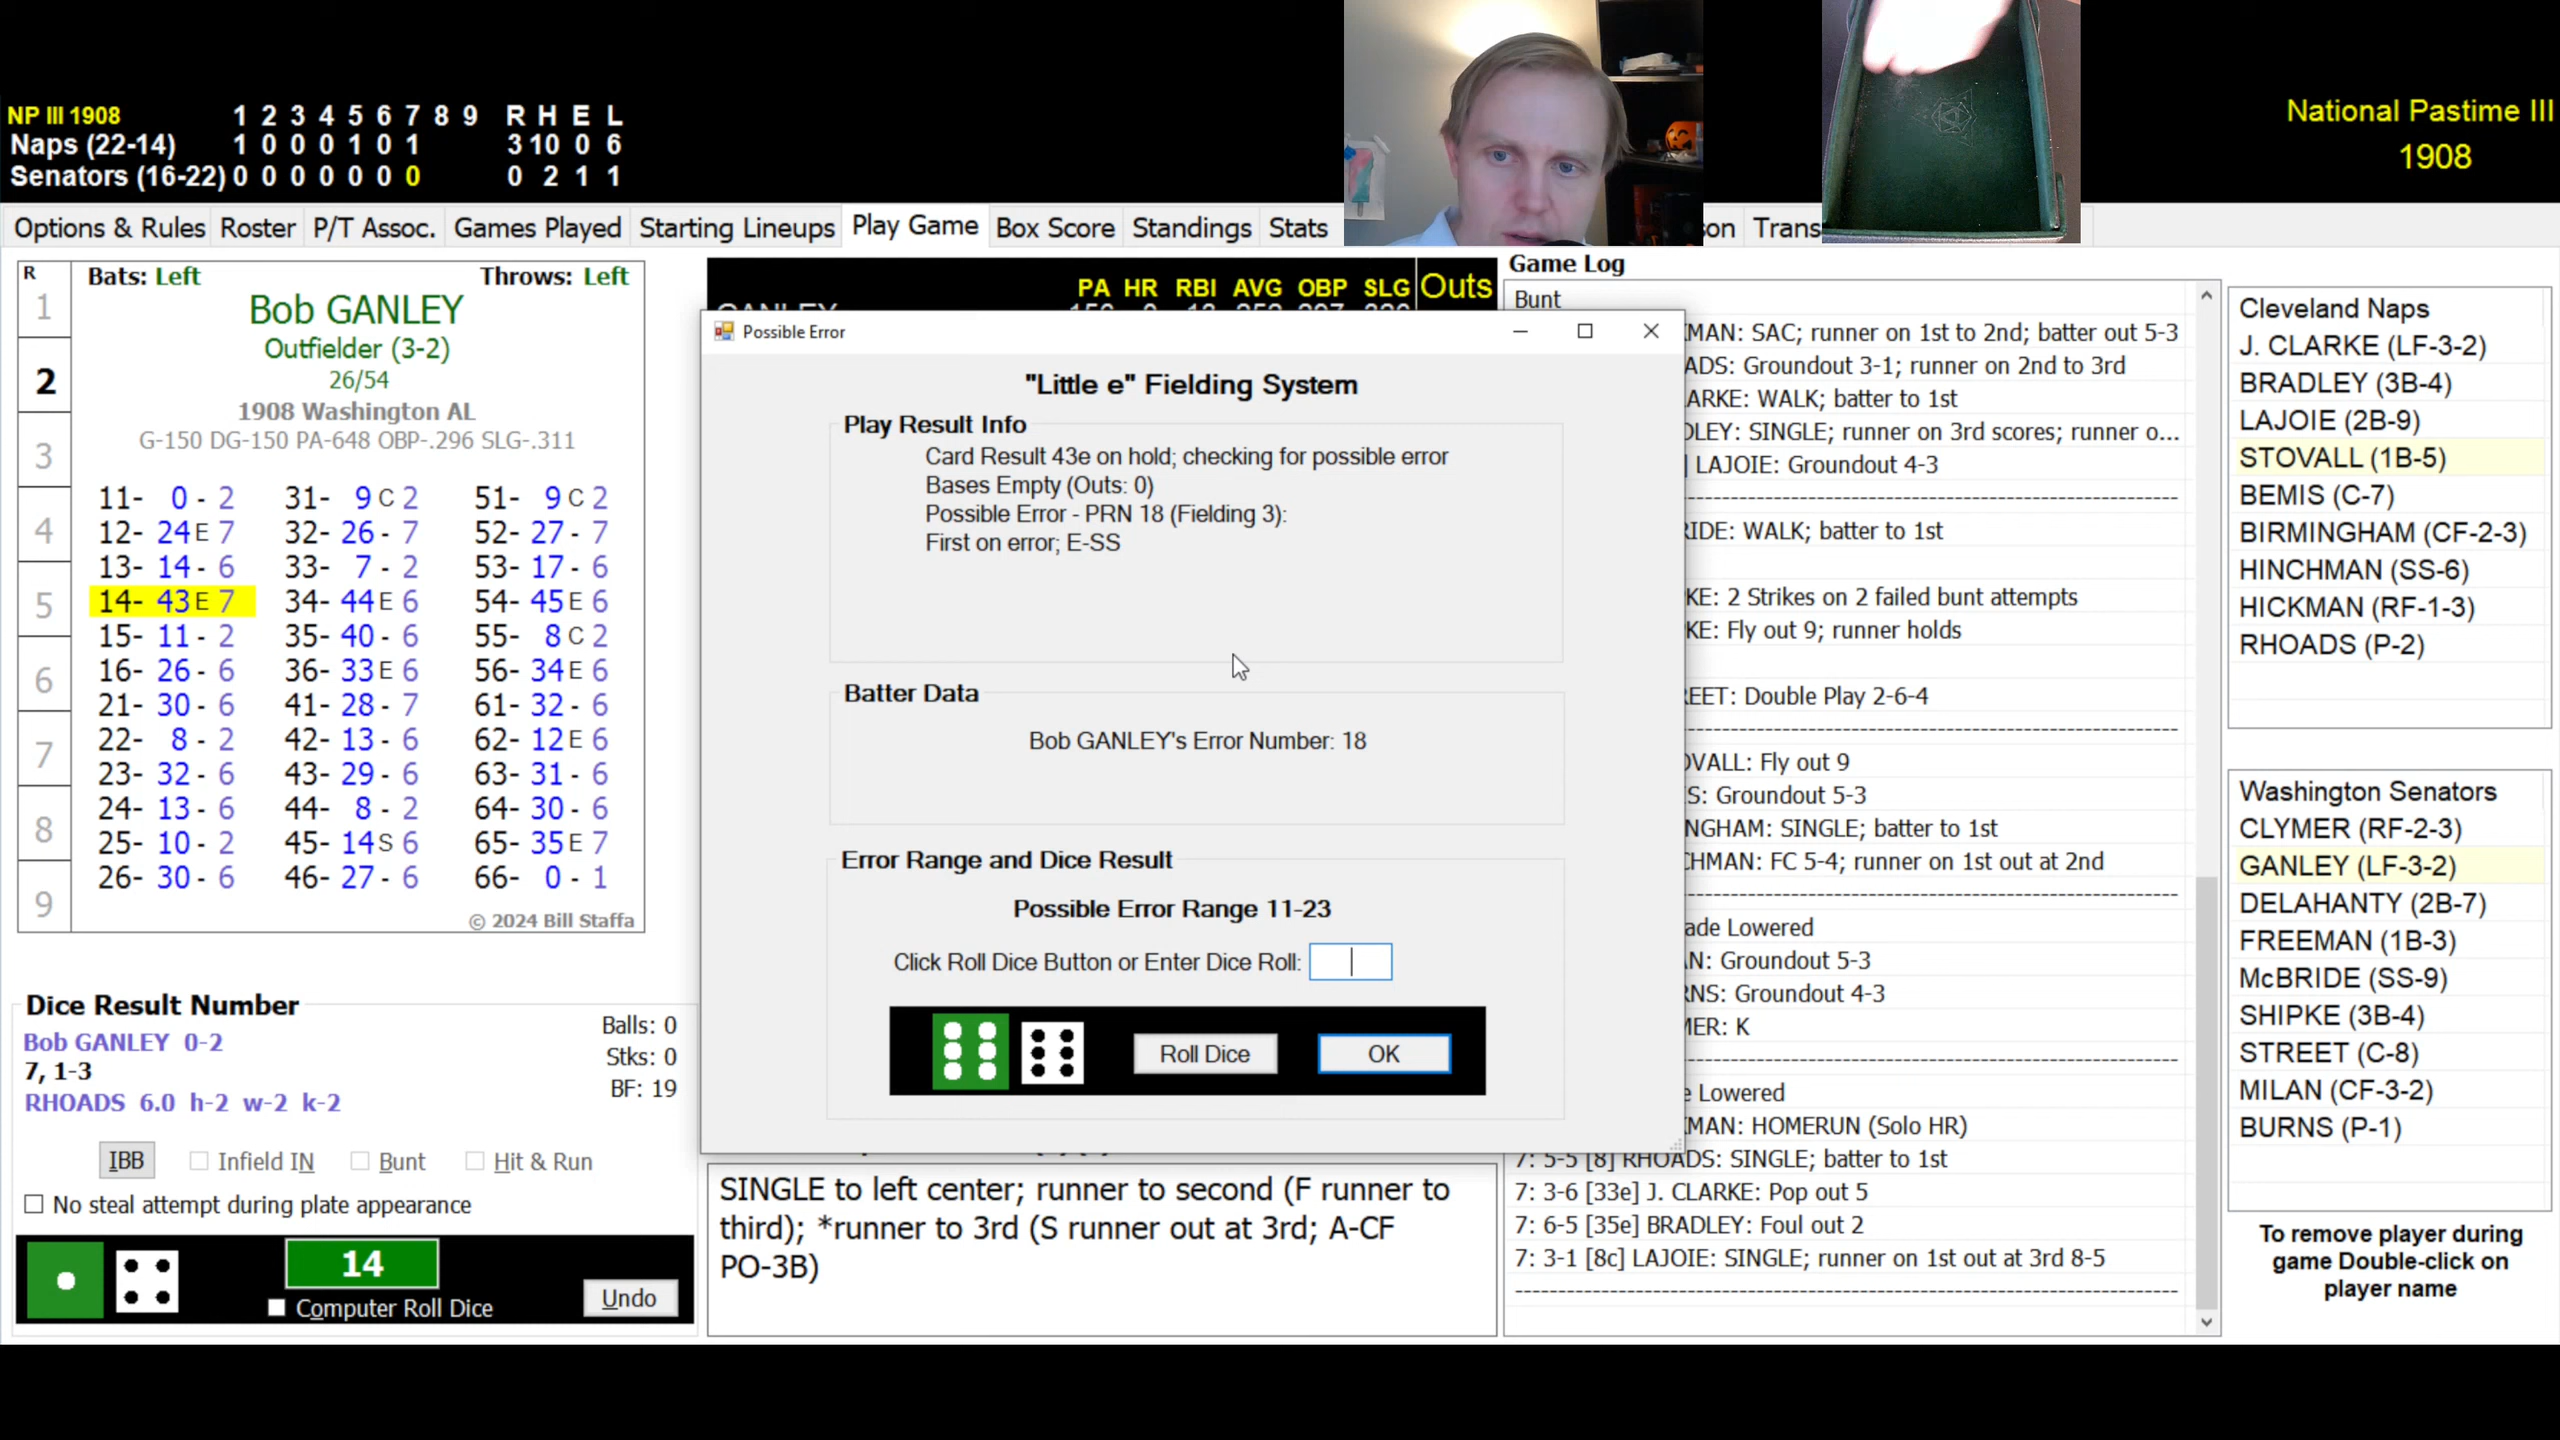 NP III 1908 1 2 3 4 5 6 7 8 9 R H E L
Naps (22-14) 1 0 0 0 1 0 1 3 10 0 6
Senators (16-22) 0 0 0 0 0 0 0 0 2 1 1
National Pastime III
1908
Options & Rules Roster P/T Assoc. Games Played Starting Lineups Play Game Box Score Standings Stats son Trans
R
1
2
3
4
5
6
7
8
9
Bats: Left Throws: Left
Bob GANLEY
Outfielder (3-2)
26/54
1908 Washington AL
G-150 DG-150 PA-648 OBP-.296 SLG-.311
11- 0 - 2 31- 9 C 2 51- 9 C 2
12- 24 E 7 32- 26 - 7 52- 27 - 7
13- 14 - 6 33- 7 - 2 53- 17 - 6
14- 43 E 7 34- 44 E 6 54- 45 E 6
15- 11 - 2 35- 40 - 6 55- 8 C 2
16- 26 - 6 36- 33 E 6 56- 34 E 6
21- 30 - 6 41- 28 - 7 61- 32 - 6
22- 8 - 2 42- 13 - 6 62- 12 E 6
23- 32 - 6 43- 29 - 6 63- 31 - 6
24- 13 - 6 44- 8 - 2 64- 30 - 6
25- 10 - 2 45- 14 S 6 65- 35 E 7
26- 30 - 6 46- 27 - 6 66- 0 - 1
© 2024 Bill Staffa
Dice Result Number
Bob GANLEY 0-2
7, 1-3
RHOADS 6.0 h-2 w-2 k-2
Balls: 0
Stks: 0
BF: 19
IBB Infield IN Bunt Hit & Run
No steal attempt during plate appearance
14
Computer Roll Dice
Undo
PA HR RBI AVG OBP SLG Outs
Possible Error
"Little e" Fielding System
Play Result Info
Card Result 43e on hold; checking for possible error
Bases Empty (Outs: 0)
Possible Error - PRN 18 (Fielding 3):
First on error; E-SS
Batter Data
Bob GANLEY's Error Number: 18
Error Range and Dice Result
Possible Error Range 11-23
Click Roll Dice Button or Enter Dice Roll:
Roll Dice OK
SINGLE to left center; runner to second (F runner to
third); *runner to 3rd (S runner out at 3rd; A-CF
PO-3B)
Game Log
Bunt
MAN: SAC; runner on 1st to 2nd; batter out 5-3
ADS: Groundout 3-1; runner on 2nd to 3rd
ARKE: WALK; batter to 1st
DLEY: SINGLE; runner on 3rd scores; runner o...
] LAJOIE: Groundout 4-3
RIDE: WALK; batter to 1st
KE: 2 Strikes on 2 failed bunt attempts
KE: Fly out 9; runner holds
EET: Double Play 2-6-4
OVALL: Fly out 9
S: Groundout 5-3
NGHAM: SINGLE; batter to 1st
CHMAN: FC 5-4; runner on 1st out at 2nd
ade Lowered
AN: Groundout 5-3
RNS: Groundout 4-3
MER: K
e Lowered
MAN: HOMERUN (Solo HR)
7: 5-5 [8] RHOADS: SINGLE; batter to 1st
7: 3-6 [33e] J. CLARKE: Pop out 5
7: 6-5 [35e] BRADLEY: Foul out 2
7: 3-1 [8c] LAJOIE: SINGLE; runner on 1st out at 3rd 8-5
Cleveland Naps
J. CLARKE (LF-3-2)
BRADLEY (3B-4)
LAJOIE (2B-9)
STOVALL (1B-5)
BEMIS (C-7)
BIRMINGHAM (CF-2-3)
HINCHMAN (SS-6)
HICKMAN (RF-1-3)
RHOADS (P-2)
Washington Senators
CLYMER (RF-2-3)
GANLEY (LF-3-2)
DELAHANTY (2B-7)
FREEMAN (1B-3)
McBRIDE (SS-9)
SHIPKE (3B-4)
STREET (C-8)
MILAN (CF-3-2)
BURNS (P-1)
To remove player during
game Double-click on
player name